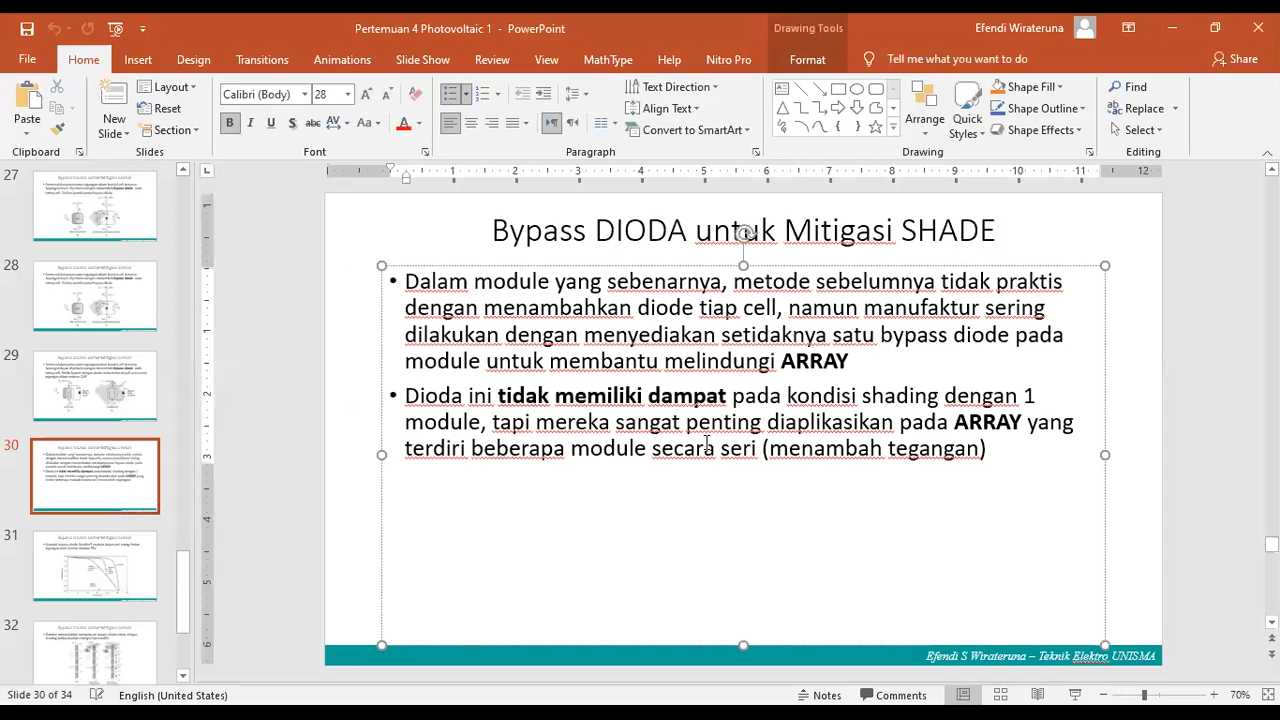 Pertemuan 4 Photovoltaic 1 - PowerPoint
Drawing Tools
Efendi Wirateruna
File
Home
Insert
Design
Transitions
Animations
Slide Show
Review
View
MathType
Help
Nitro Pro
Format
Tell me what you want to do
Share
Paste
Clipboard
New
Slide
Layout
Reset
Section
Slides
Calibri (Body)
28
Font
Text Direction
Align Text
Convert to SmartArt
Paragraph
Arrange
Quick
Styles
Shape Fill
Shape Outline
Shape Effects
Drawing
Find
Replace
Select
Editing
27
28
29
30
31
32
Bypass DIODA untuk Mitigasi SHADE
• Dalam module yang sebenarnya, metode sebelumnya tidak praktis
dengan menambahkan diode tiap cell, namun manufaktur sering
dilakukan dengan menyediakan setidaknya satu bypass diode pada
module untuk membantu melindungi ARRAY
• Dioda ini tidak memiliki dampat pada kondisi shading dengan 1
module, tapi mereka sangat penting diaplikasikan pada ARRAY yang
terdiri beberapa module secara seri (menambah tegangan)
Efendi S Wirateruna – Teknik Elektro UNISMA
Slide 30 of 34
English (United States)
Notes
Comments
70%